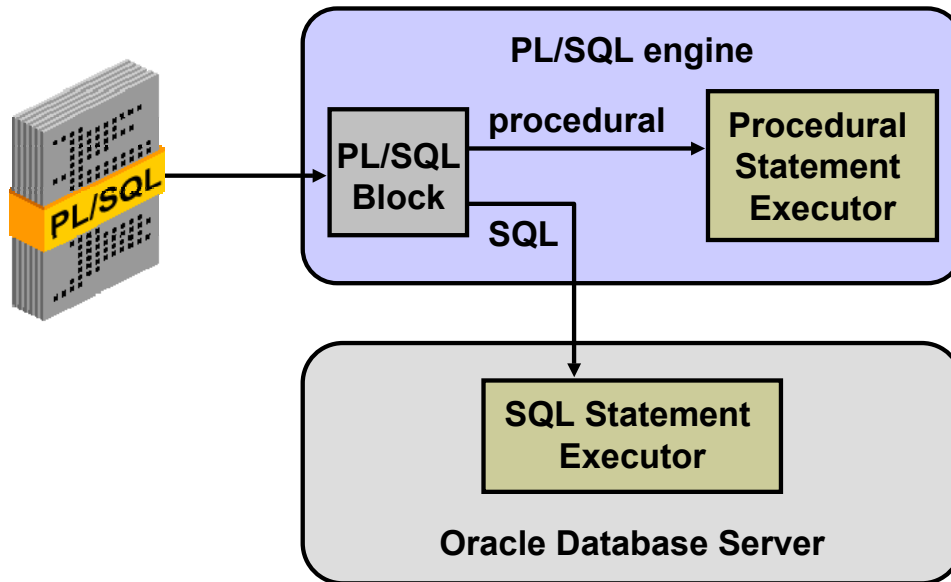 PL/SQL engine
PL/SQL
PL/SQL
Block
procedural
SQL
Procedural
Statement
Executor
SQL Statement
Executor
Oracle Database Server